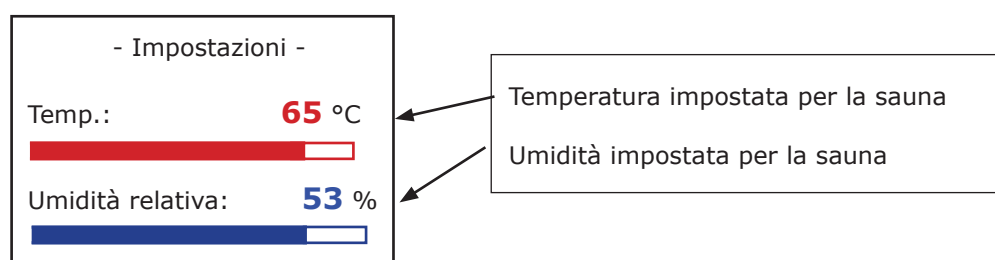 - Impostazioni -
Temp.: 65 °C
Umidità relativa: 53 %
Temperatura impostata per la sauna
Umidità impostata per la sauna